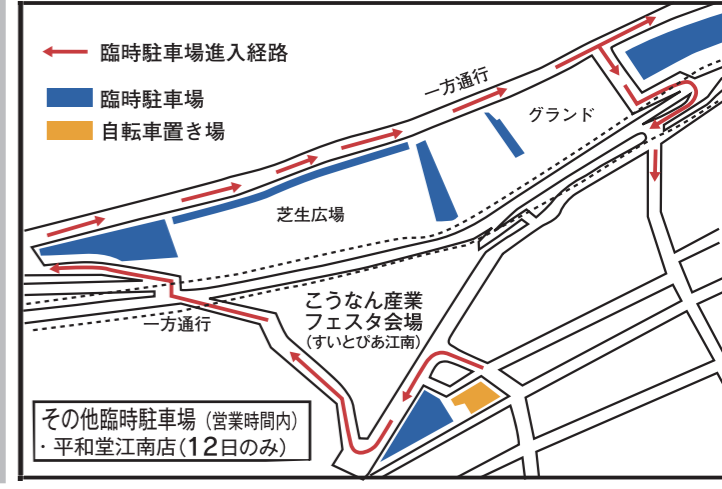 臨時駐車場進入経路
臨時駐車場
自転車置き場
一方通行
グランド
芝生広場
こうなん産業
フェスタ会場
(すいとぴあ江南)
一方通行
その他臨時駐車場 (営業時間内)
・平和堂江南店(12日のみ)